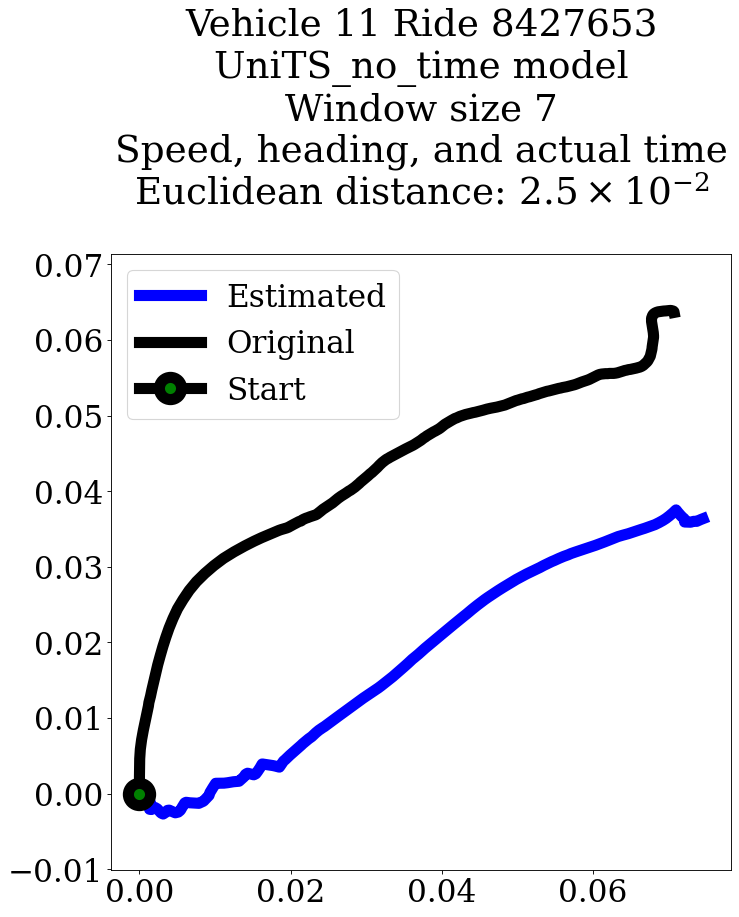 Vehicle 11 Ride 8427653
UniTS_no_time model
Window size 7
Speed, heading, and actual time
Euclidean distance: 2.5 × 10⁻²
Estimated
Original
Start
0.07
0.06
0.05
0.04
0.03
0.02
0.01
0.00
−0.01
0.00 0.02 0.04 0.06